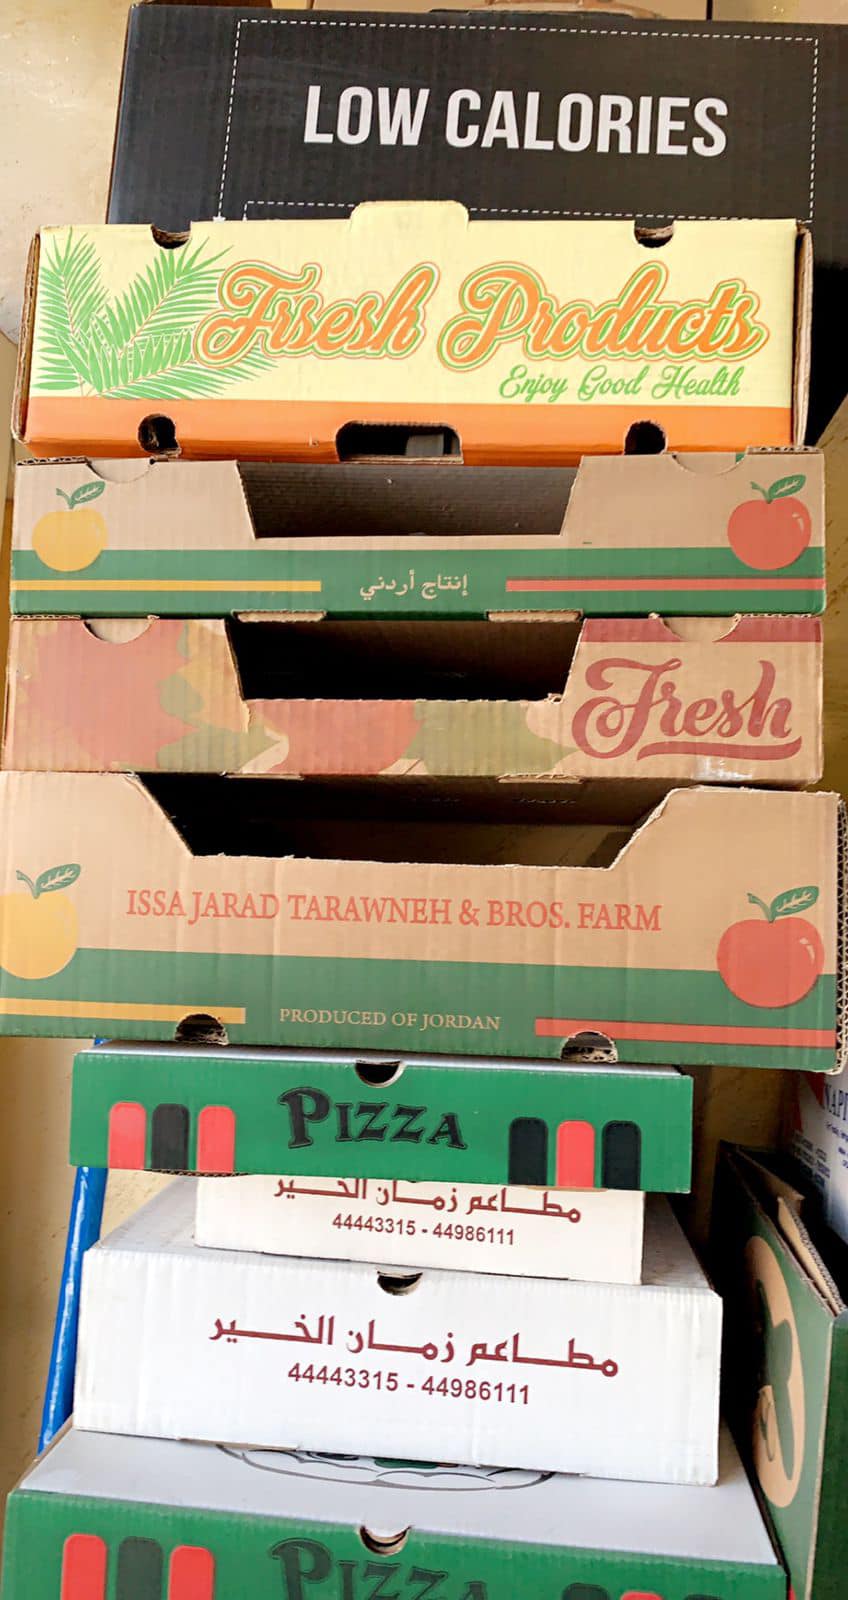 LOW CALORIES
Frsesh Products
Enjoy Good Health
إنتاج أردني
Fresh
ISSA JARAD TARAWNEH & BROS. FARM
PRODUCED OF JORDAN
PIZZA
مطاعم زمان الخير
44443315 - 44986111
مطاعم زمان الخير
44443315 - 44986111
PIZZA